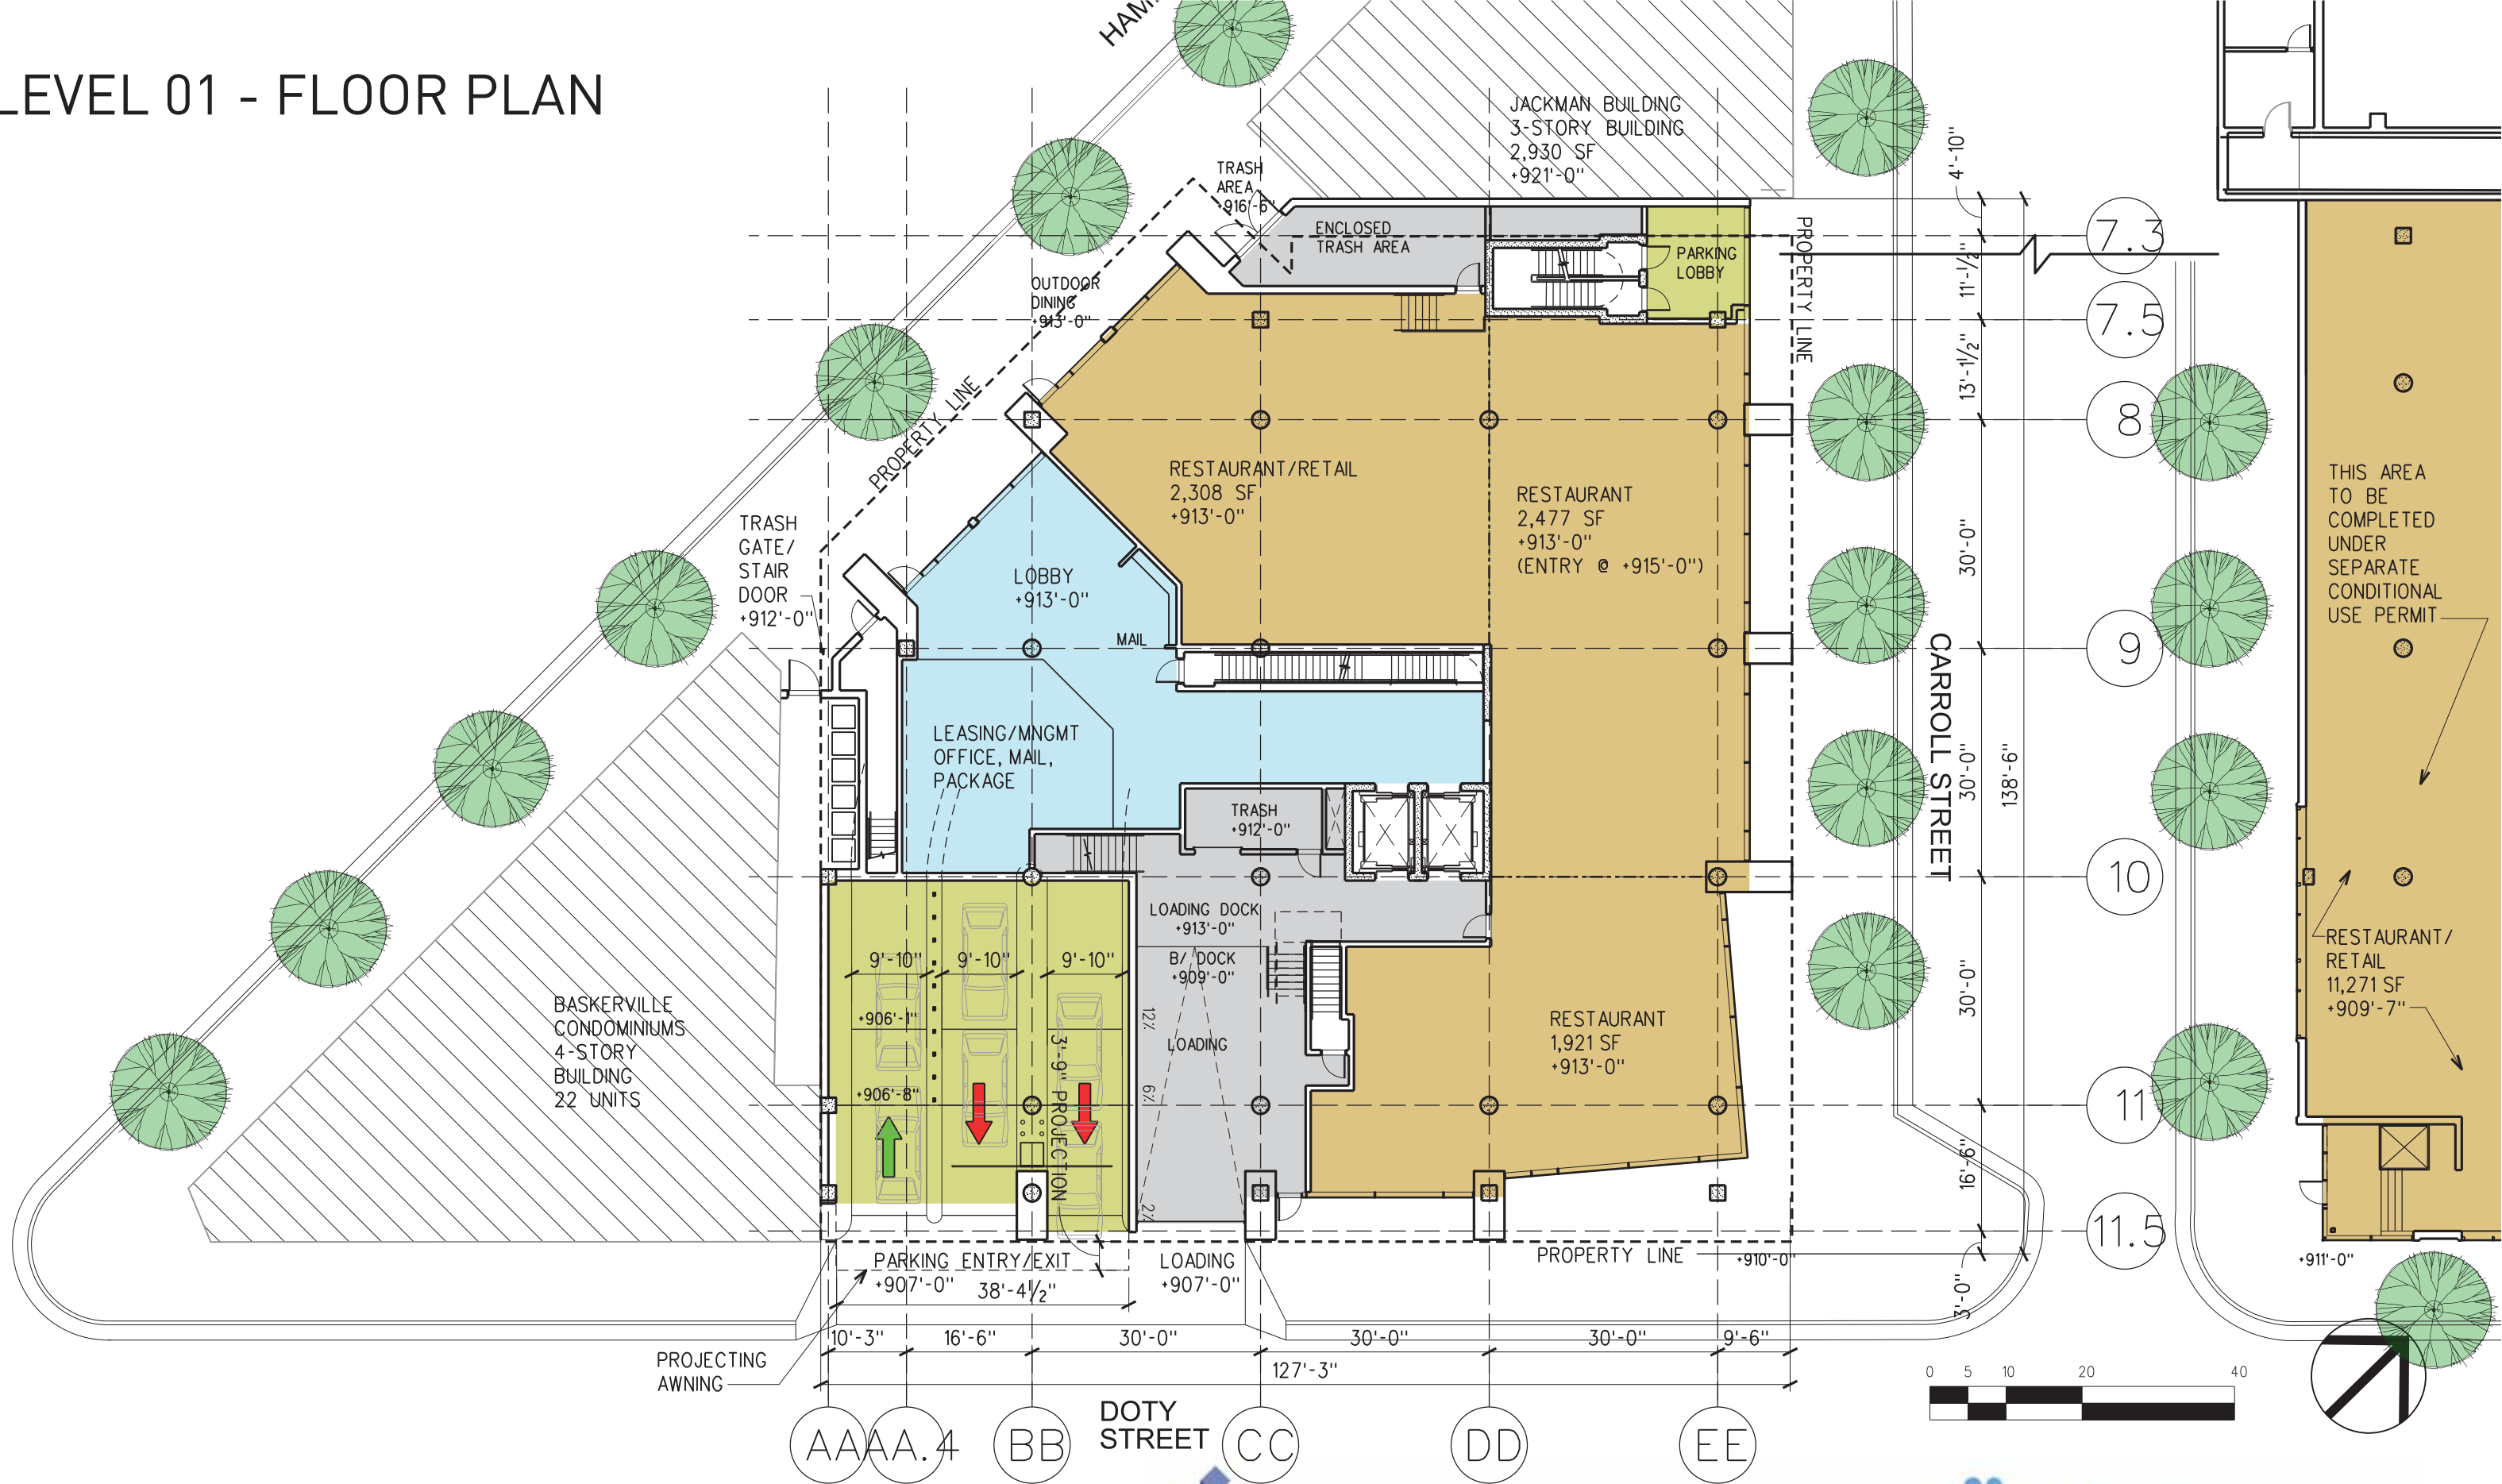 LEVEL 01 - FLOOR PLAN
JACKMAN BUILDING
3-STORY BUILDING
2,930 SF
+921'-0"
TRASH
AREA
+916'-6"
ENCLOSED
TRASH AREA
PARKING
LOBBY
OUTDOOR
DINING
+913'-0"
PROPERTY LINE
PROPERTY LINE
4'-10"
11'-1½"
13'-1½"
30'-0"
30'-0"
30'-0"
16'-6"
3'-0"
138'-6"
7.3
7.5
8
9
10
11
11.5
CARROLL STREET
RESTAURANT/RETAIL
2,308 SF
+913'-0"
RESTAURANT
2,477 SF
+913'-0"
(ENTRY @ +915'-0")
TRASH
GATE/
STAIR
DOOR
+912'-0"
LOBBY
+913'-0"
MAIL
LEASING/MNGMT
OFFICE, MAIL,
PACKAGE
TRASH
+912'-0"
LOADING DOCK
+913'-0"
B/ DOCK
+909'-0"
12%
LOADING
6%
2%
9'-10"
9'-10"
9'-10"
+906'-1"
+906'-8"
3'-9" PROJECTION
RESTAURANT
1,921 SF
+913'-0"
BASKERVILLE
CONDOMINIUMS
4-STORY
BUILDING
22 UNITS
THIS AREA
TO BE
COMPLETED
UNDER
SEPARATE
CONDITIONAL
USE PERMIT
RESTAURANT/
RETAIL
11,271 SF
+909'-7"
+911'-0"
PARKING ENTRY/EXIT
+907'-0"
38'-4½"
LOADING
+907'-0"
PROPERTY LINE
+910'-0"
10'-3"
16'-6"
30'-0"
30'-0"
30'-0"
9'-6"
127'-3"
PROJECTING
AWNING
0 5 10 20 40
DOTY
STREET
AA
AA.4
BB
CC
DD
EE